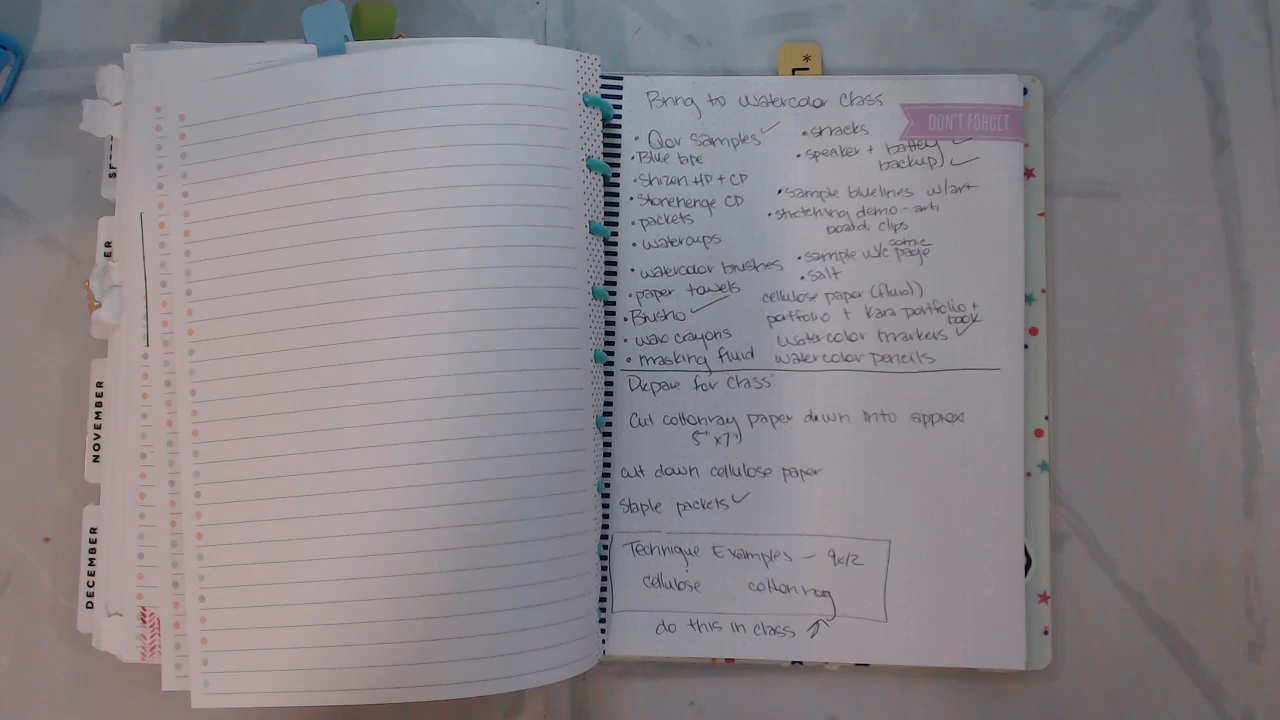 NOVEMBER
DECEMBER
Bring to watercolor class
DON'T FORGET
• Qor samples ✓
• Blue tape
• Shizen HP + CP
• Stonehenge CP
• packets
• watercups
• watercolor brushes
• paper towels
• Brusho ✓
• wax crayons
• masking fluid
• snacks
• speaker + battery ✓
backup) ✓
• sample bluelines w/art
• stretching demo -
board, clips
• sample w/c comic page
• salt
cellulose paper (fluid)
portfolio + Kara portfolio +
book
watercolor markers ✓
watercolor pencils
Prepare for class
Cut cottonrag paper down into approx
5"x7"
cut down cellulose paper
Staple packets ✓
Technique Examples — 9x12
cellulose cotton rag
do this in class